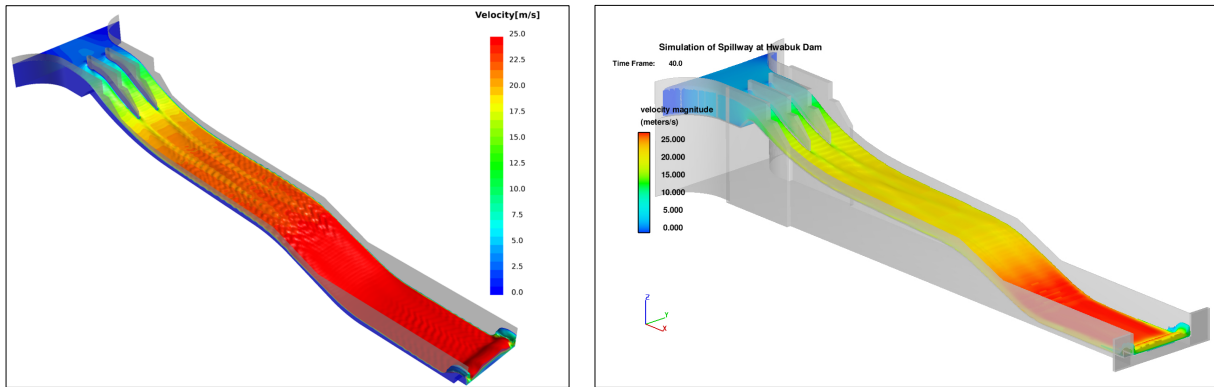 Velocity[m/s]
25.0
22.5
20.0
17.5
15.0
12.5
10.0
7.5
5.0
2.5
0.0
Simulation of Spillway at Hwabuk Dam
Time Frame: 40.0
velocity magnitude
(meters/s)
25.000
20.000
15.000
10.000
5.000
0.000
Z
Y
X